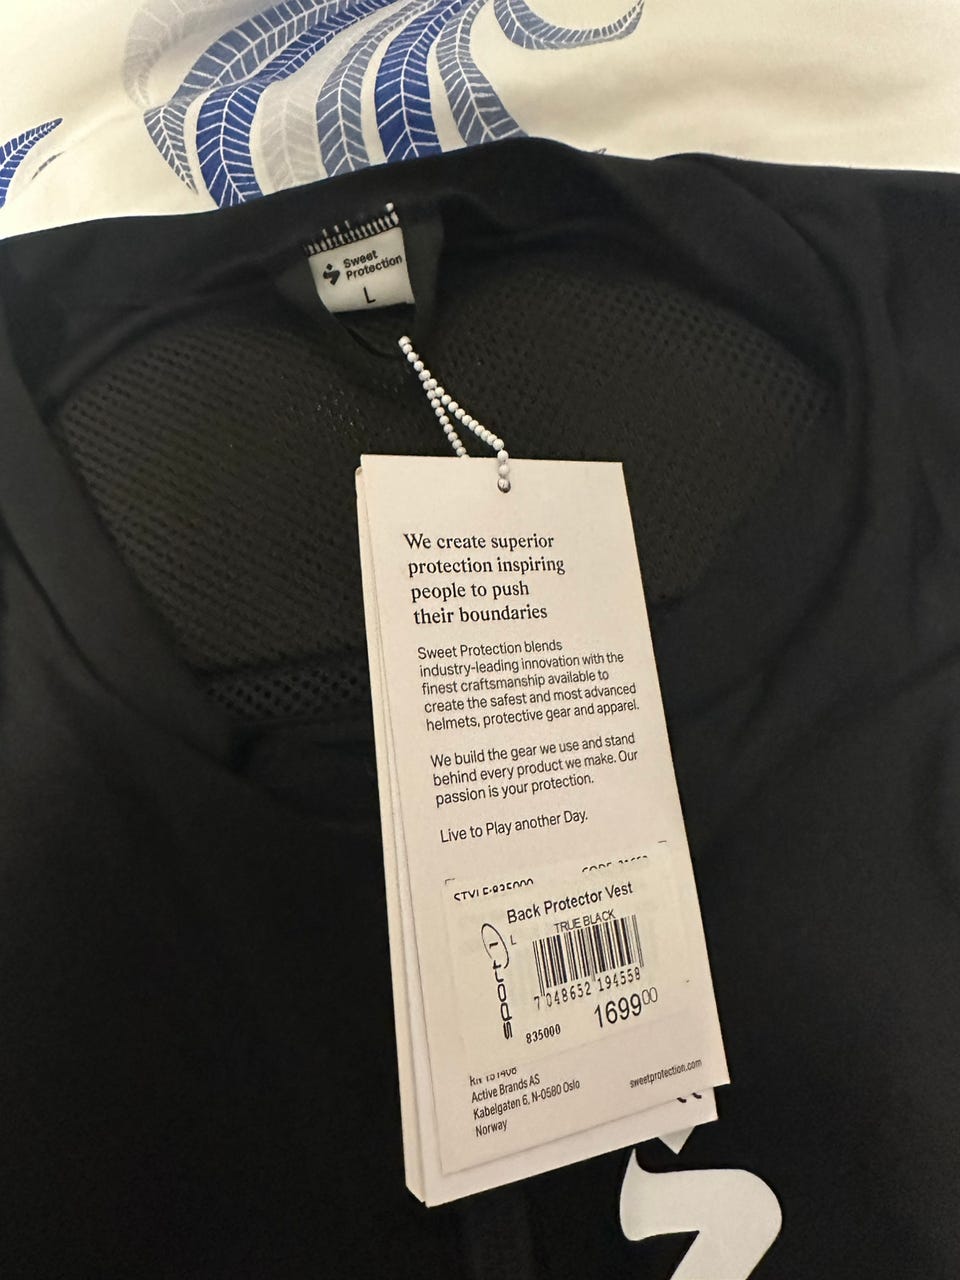 Sweet
Protection
L
We create superior
protection inspiring
people to push
their boundaries
Sweet Protection blends
industry-leading innovation with the
finest craftsmanship available to
create the safest and most advanced
helmets, protective gear and apparel.
We build the gear we use and stand
behind every product we make. Our
passion is your protection.
Live to Play another Day.
Back Protector Vest
L TRUE BLACK
sport 1
7 048652 194558
835000 169900
Active Brands AS
Kabelgaten 6, N-0580 Oslo
Norway
sweetprotection.com